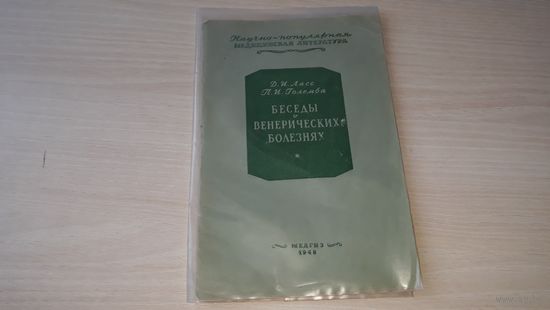 Научно-популярная
МЕДИЦИНСКАЯ ЛИТЕРАТУРА
Д. И. Ласс
П. И. Големба
БЕСЕДЫ
О
ВЕНЕРИЧЕСКИХ
БОЛЕЗНЯХ
МЕДГИЗ
1948